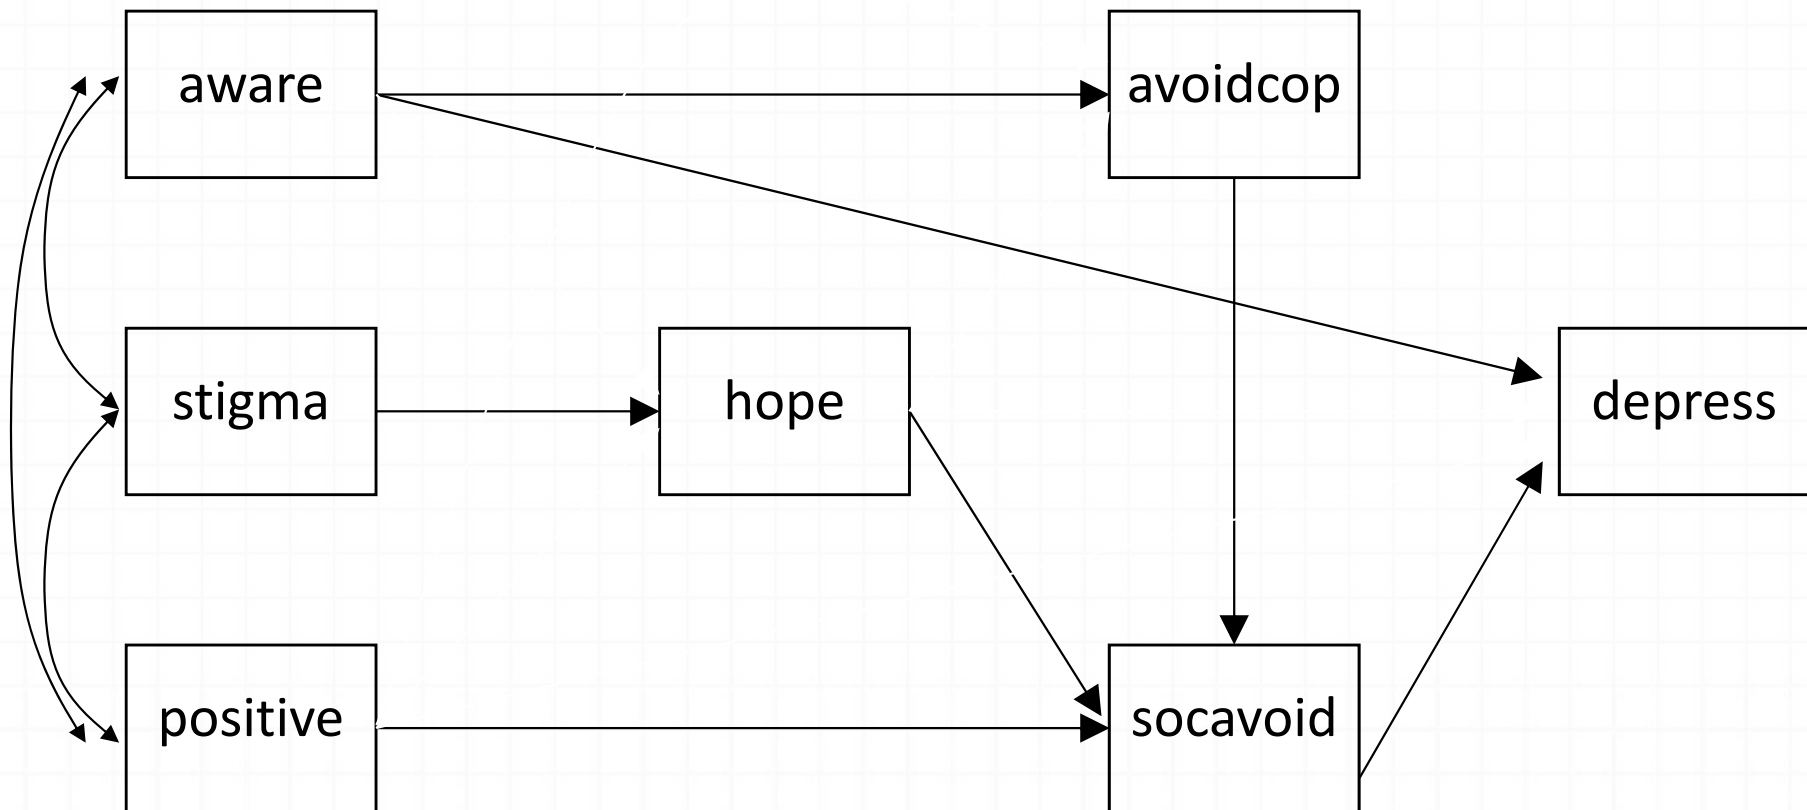 aware
avoidcop
stigma
hope
depress
positive
socavoid